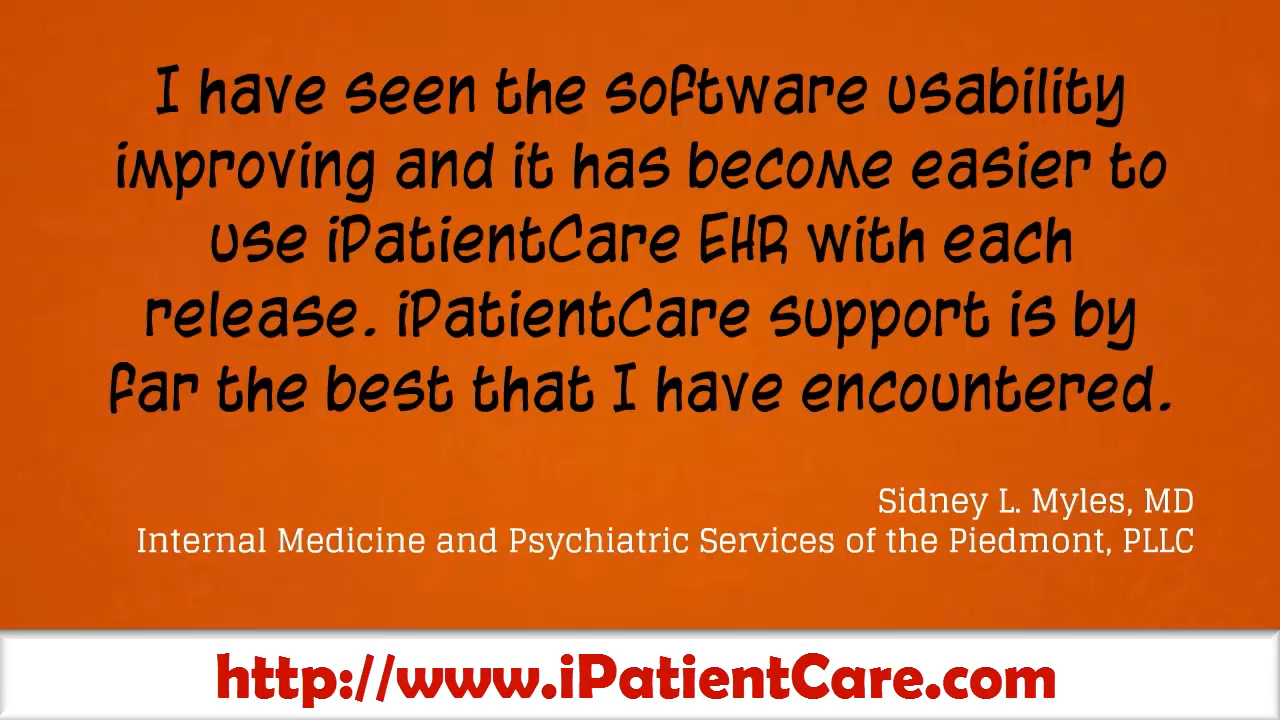 I have seen the software usability
improving and it has become easier to
use iPatientCare EHR with each
release. iPatientCare support is by
far the best that I have encountered.
Sidney L. Myles, MD
Internal Medicine and Psychiatric Services of the Piedmont, PLLC
http://www.iPatientCare.com